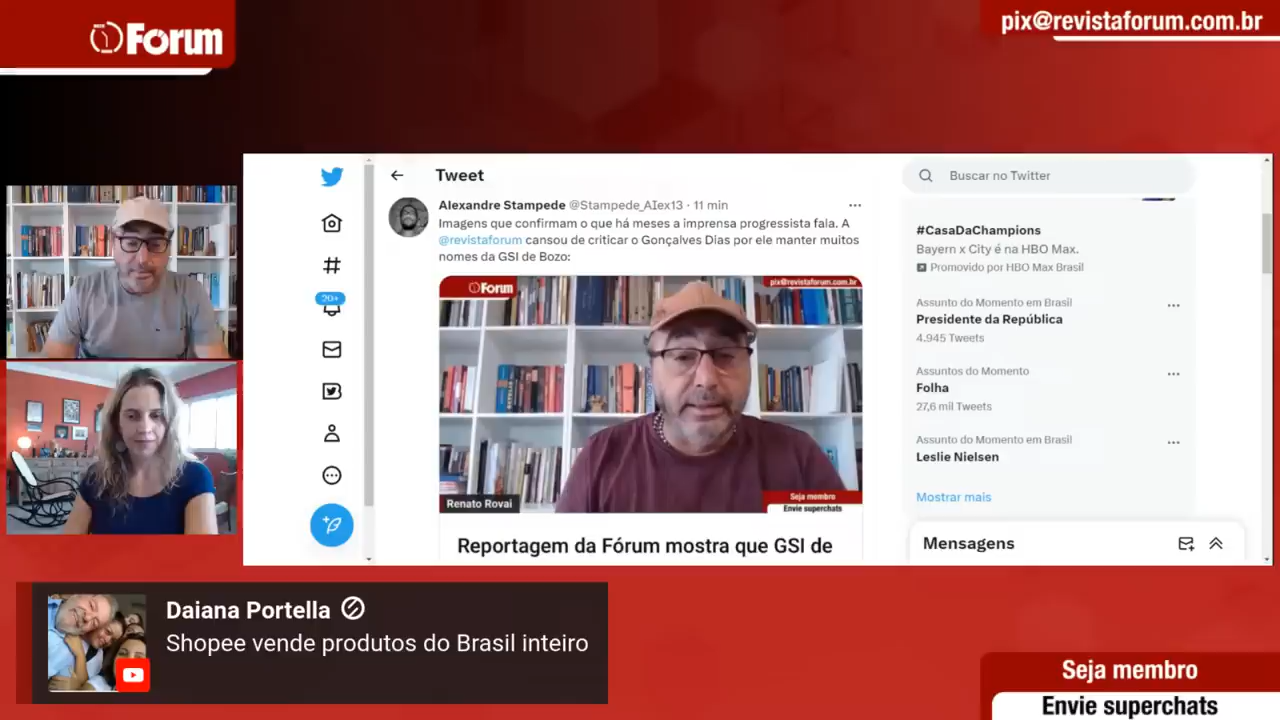 Forum
pix@revistaforum.com.br
Tweet
Buscar no Twitter
Alexandre Stampede @Stampede_AIex13 · 11 min
Imagens que confirmam o que há meses a imprensa progressista fala. A
@revistaforum cansou de criticar o Gonçalves Dias por ele manter muitos
nomes da GSI de Bozo:
20+
Forum
pix@revistaforum.com.br
Renato Rovai
Seja membro
Envie superchats
Reportagem da Fórum mostra que GSI de
#CasaDaChampions
Bayern x City é na HBO Max.
Promovido por HBO Max Brasil
Assunto do Momento em Brasil
Presidente da República
4.945 Tweets
Assuntos do Momento
Folha
27,6 mil Tweets
Assunto do Momento em Brasil
Leslie Nielsen
Mostrar mais
Mensagens
Daiana Portella
Shopee vende produtos do Brasil inteiro
Seja membro
Envie superchats